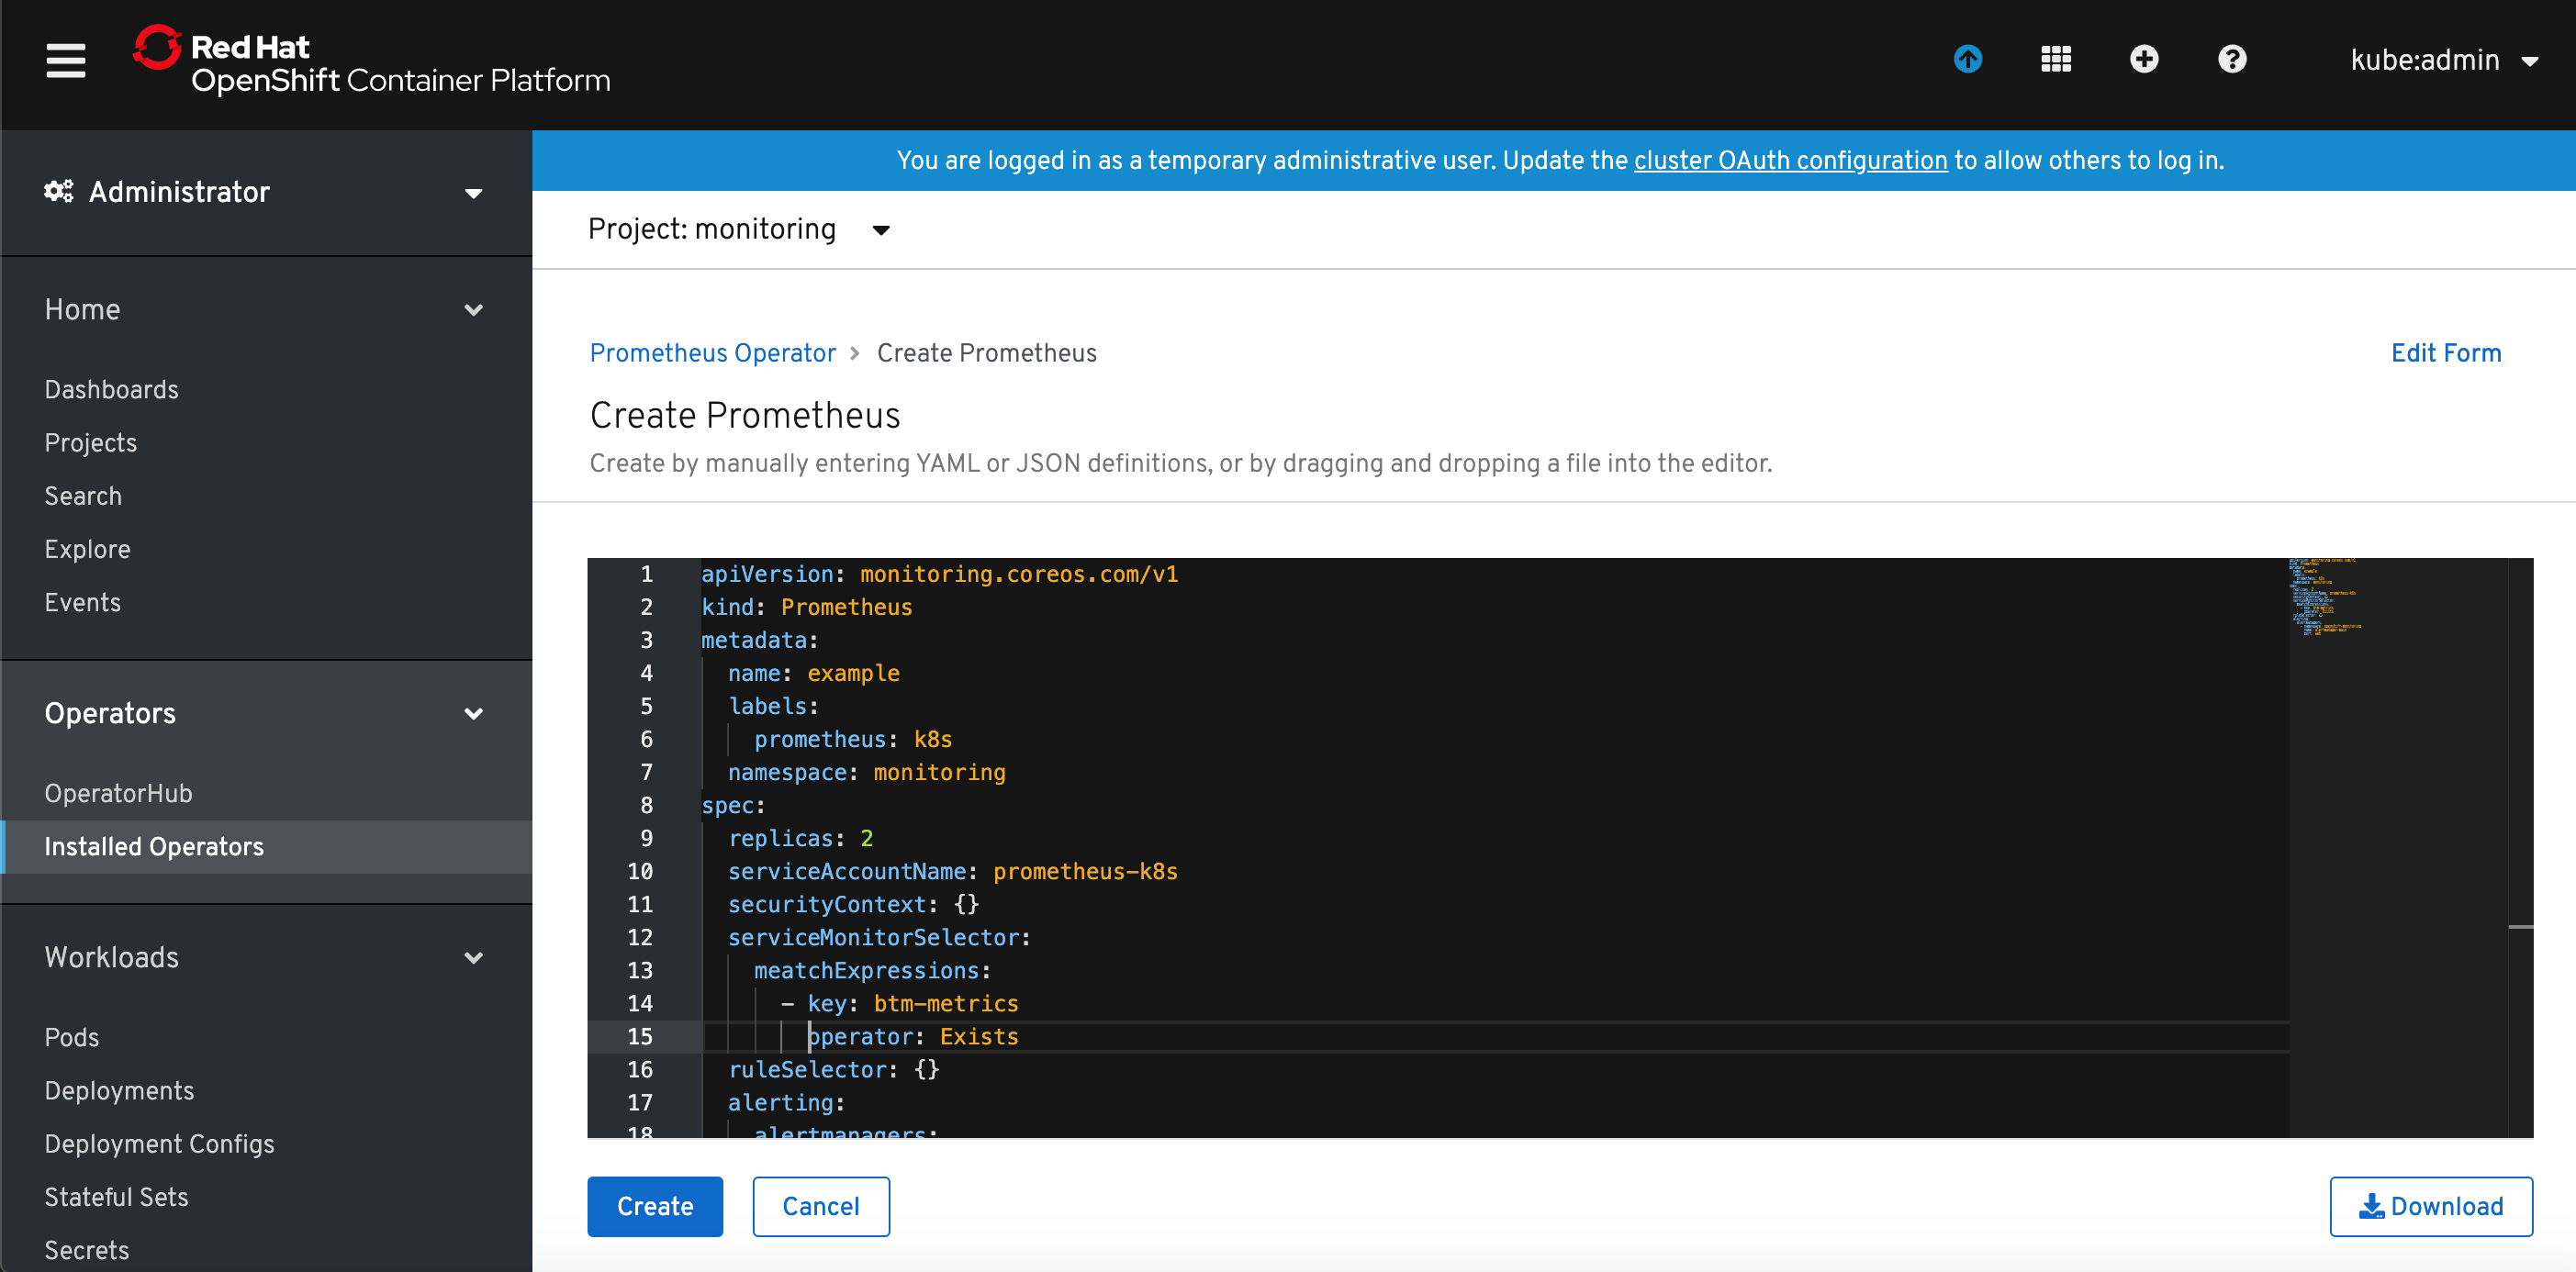 Red Hat
OpenShift Container Platform
kube:admin
Administrator
You are logged in as a temporary administrative user. Update the cluster OAuth configuration to allow others to log in.
Project: monitoring
Home
Dashboards
Projects
Search
Explore
Events
Operators
OperatorHub
Installed Operators
Workloads
Pods
Deployments
Deployment Configs
Stateful Sets
Secrets
Prometheus Operator > Create Prometheus
Edit Form
Create Prometheus
Create by manually entering YAML or JSON definitions, or by dragging and dropping a file into the editor.
1 apiVersion: monitoring.coreos.com/v1
2 kind: Prometheus
3 metadata:
4 name: example
5 labels:
6 prometheus: k8s
7 namespace: monitoring
8 spec:
9 replicas: 2
10 serviceAccountName: prometheus-k8s
11 securityContext: {}
12 serviceMonitorSelector:
13 meatchExpressions:
14 - key: btm-metrics
15 operator: Exists
16 ruleSelector: {}
17 alerting:
18 alertmanagers:
Create
Cancel
Download